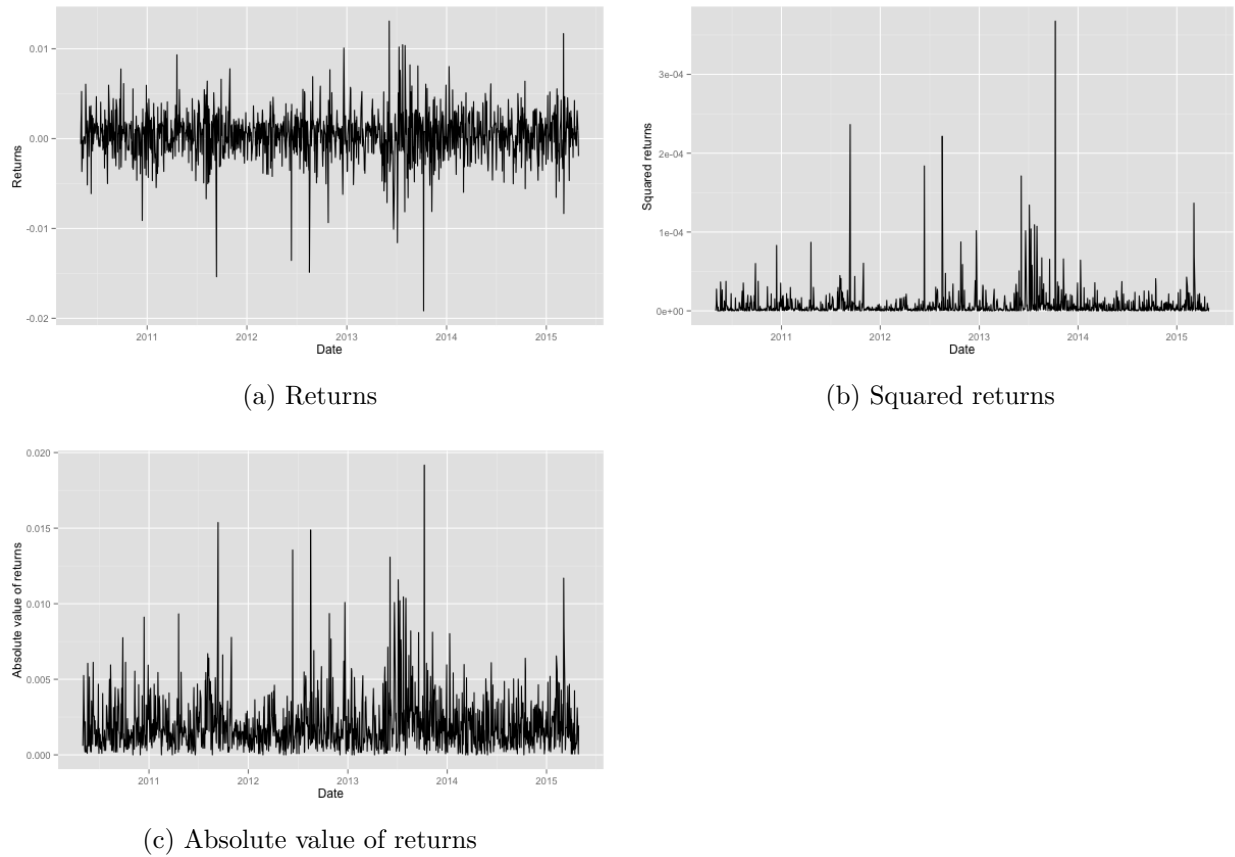 0.01
0.00
-0.01
-0.02
Returns
2011 2012 2013 2014 2015
Date
(a) Returns
3e-04
2e-04
1e-04
0e+00
Squared returns
2011 2012 2013 2014 2015
Date
(b) Squared returns
0.020
0.015
0.010
0.005
0.000
Absolute value of returns
2011 2012 2013 2014 2015
Date
(c) Absolute value of returns